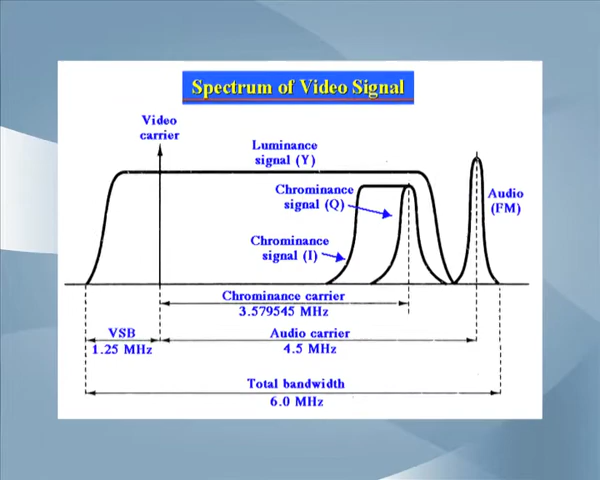 Spectrum of Video Signal
Video
carrier
Luminance
signal (Y)
Chrominance
signal (Q)
Audio
(FM)
Chrominance
signal (I)
Chrominance carrier
3.579545 MHz
VSB
1.25 MHz
Audio carrier
4.5 MHz
Total bandwidth
6.0 MHz